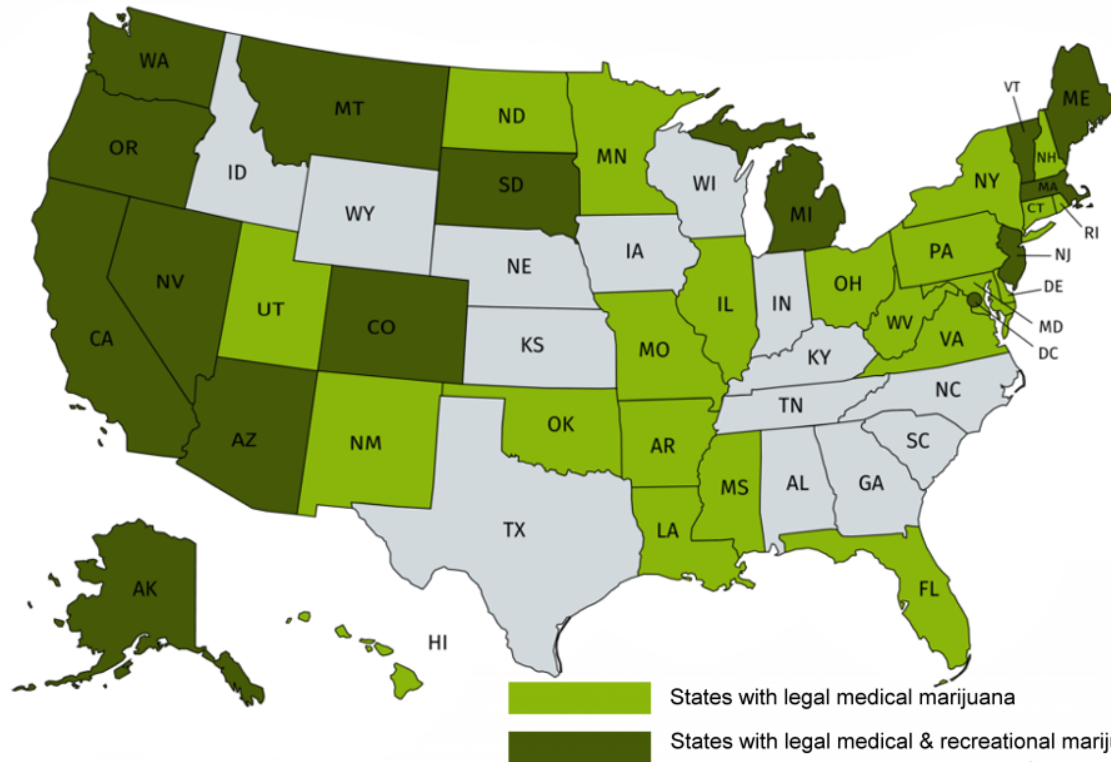 WA
MT
ND
MN
VT
ME
OR
ID
SD
WI
NY
NH
MA
WY
MI
CT
RI
IA
PA
NJ
NE
NV
OH
DE
UT
IL
IN
CO
WV
MD
CA
KS
MO
VA
DC
KY
NC
TN
AZ
OK
NM
AR
SC
MS
AL
GA
TX
LA
AK
FL
HI
States with legal medical marijuana
States with legal medical & recreational mariju